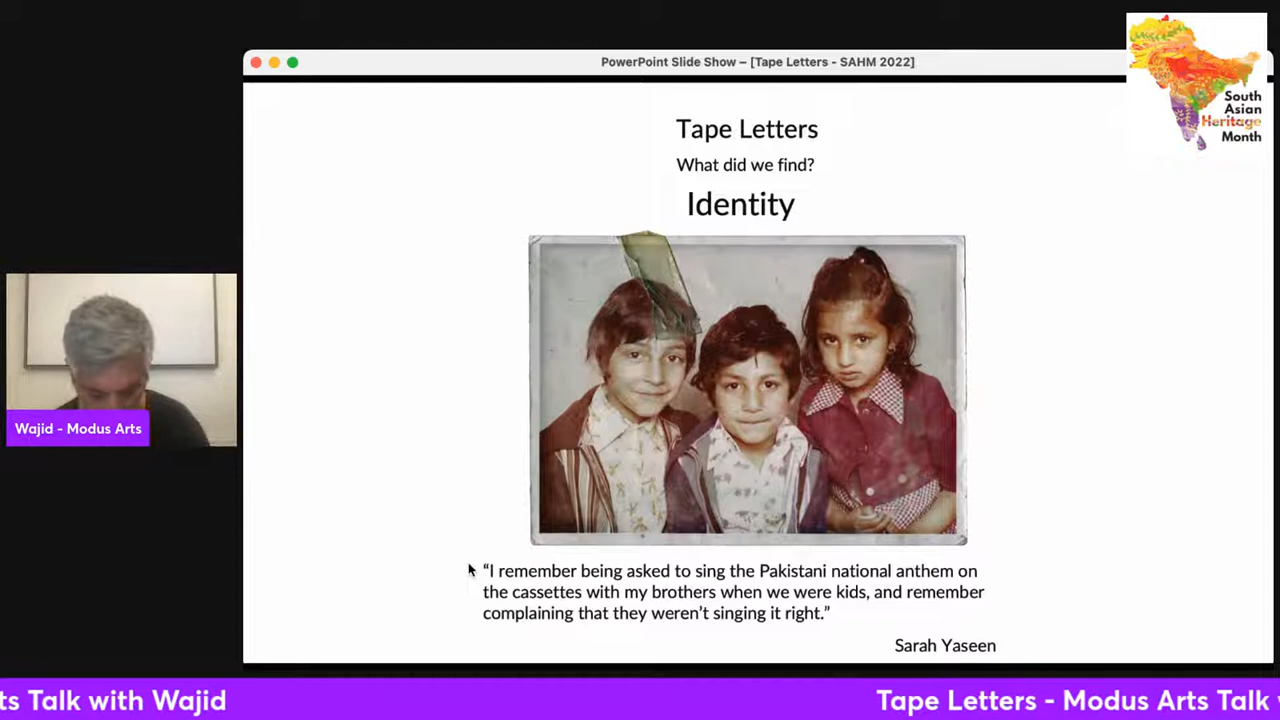 PowerPoint Slide Show – [Tape Letters - SAHM 2022]
South
Asian
Heritage
Month
Tape Letters
What did we find?
Identity
Wajid - Modus Arts
“I remember being asked to sing the Pakistani national anthem on
the cassettes with my brothers when we were kids, and remember
complaining that they weren’t singing it right.”
Sarah Yaseen
ts Talk with Wajid
Tape Letters - Modus Arts Talk